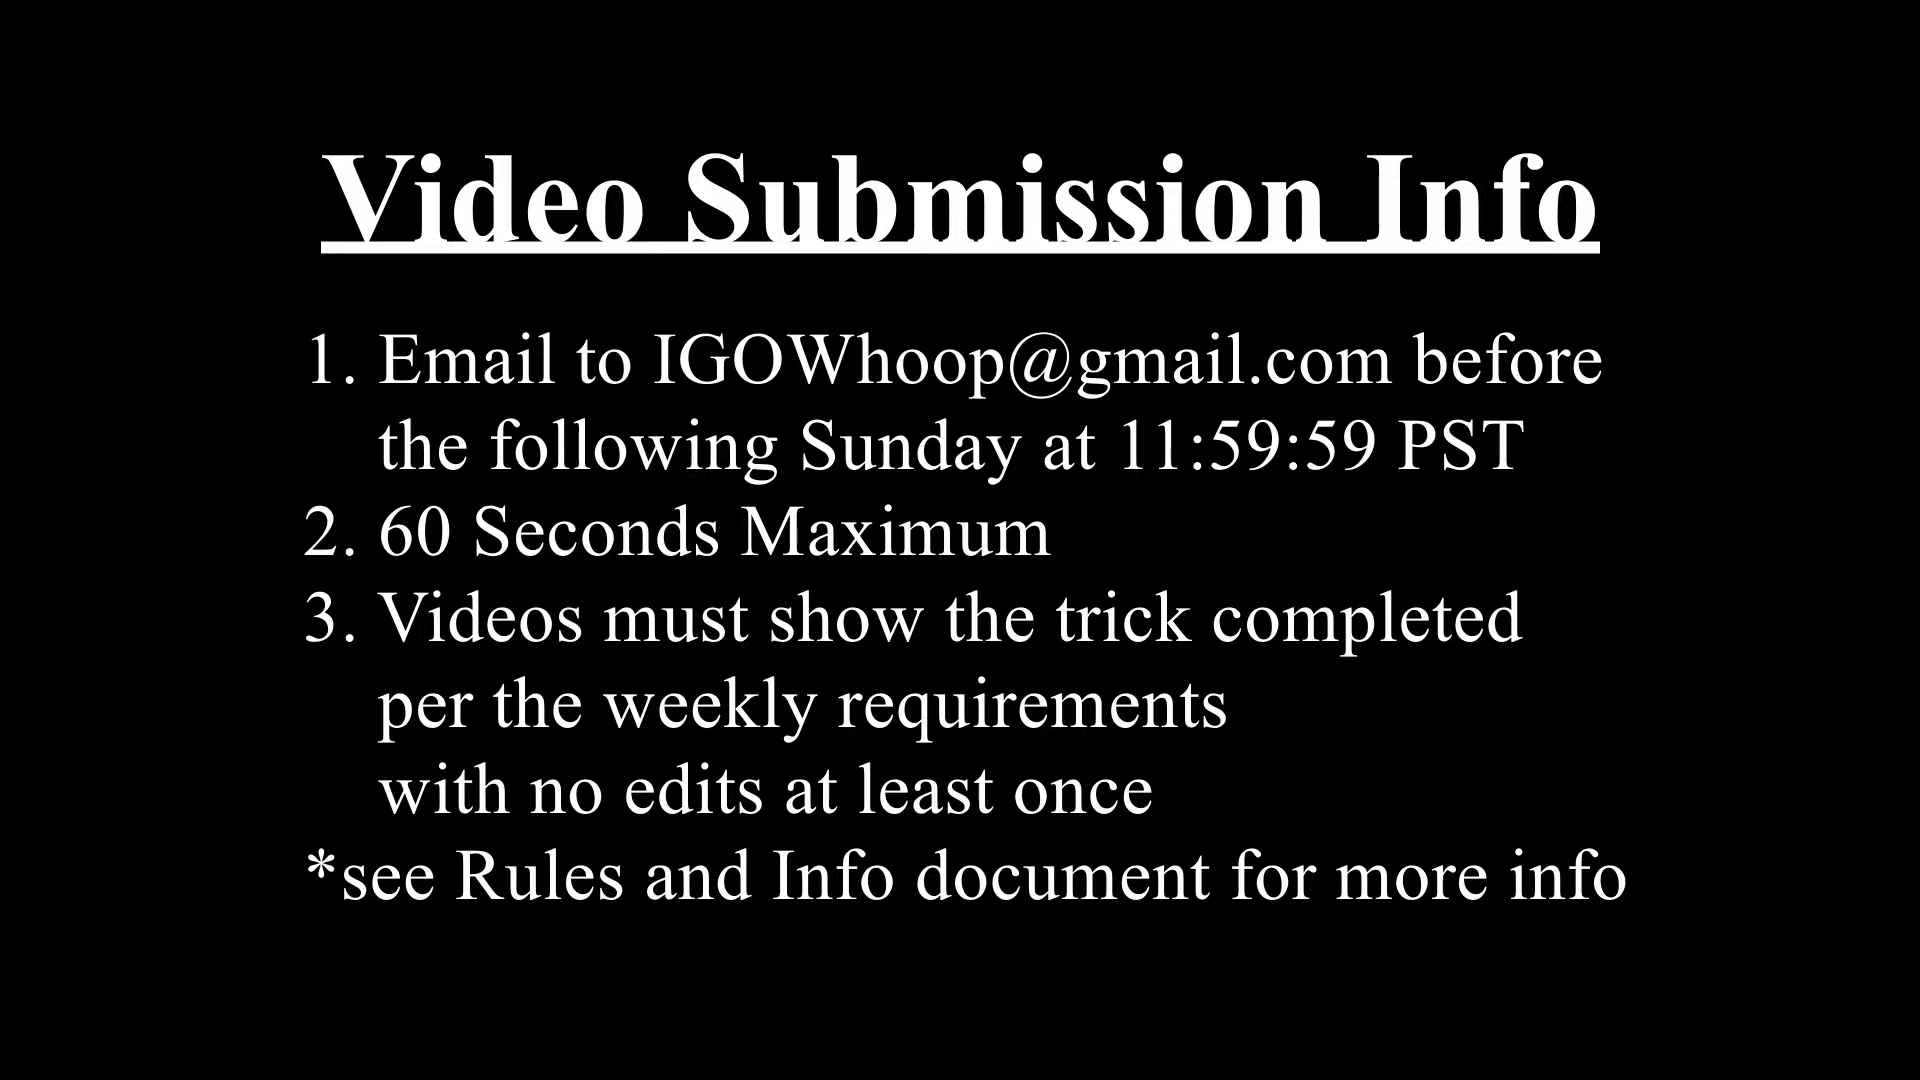 Video Submission Info
1. Email to IGOWhoop@gmail.com before
the following Sunday at 11:59:59 PST
2. 60 Seconds Maximum
3. Videos must show the trick completed
per the weekly requirements
with no edits at least once
*see Rules and Info document for more info